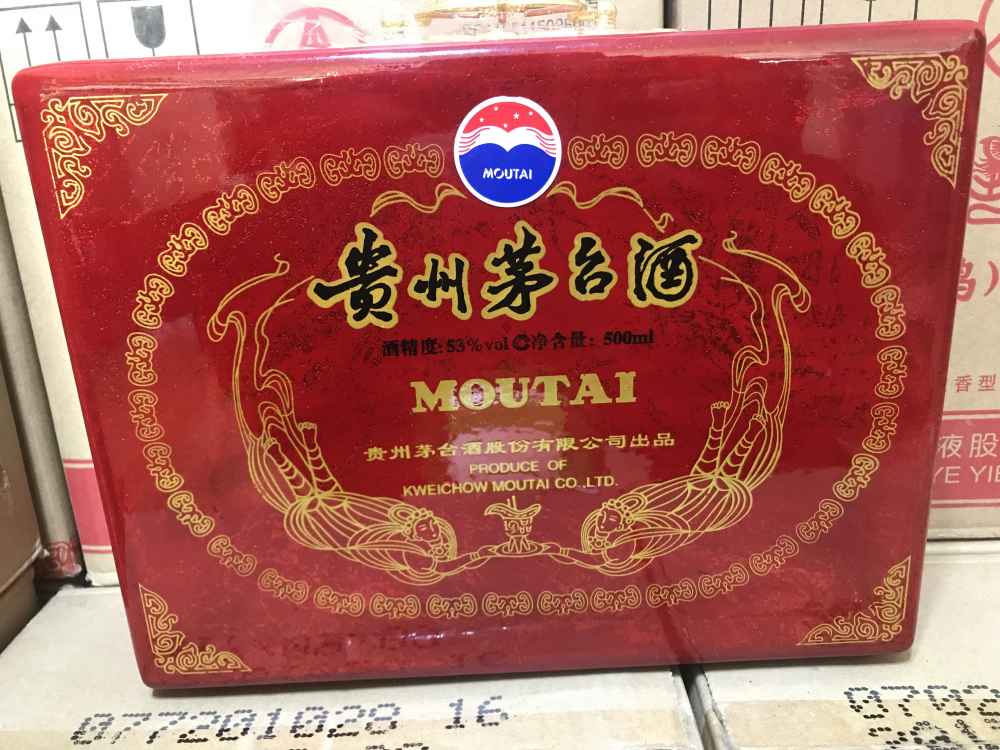 MOUTAI
贵州茅台酒
酒精度:53%vol 净含量: 500ml
MOUTAI
贵州茅台酒股份有限公司出品
PRODUCE OF
KWEICHOW MOUTAI CO.,LTD.
香型
液股
YE YI
077201028 16